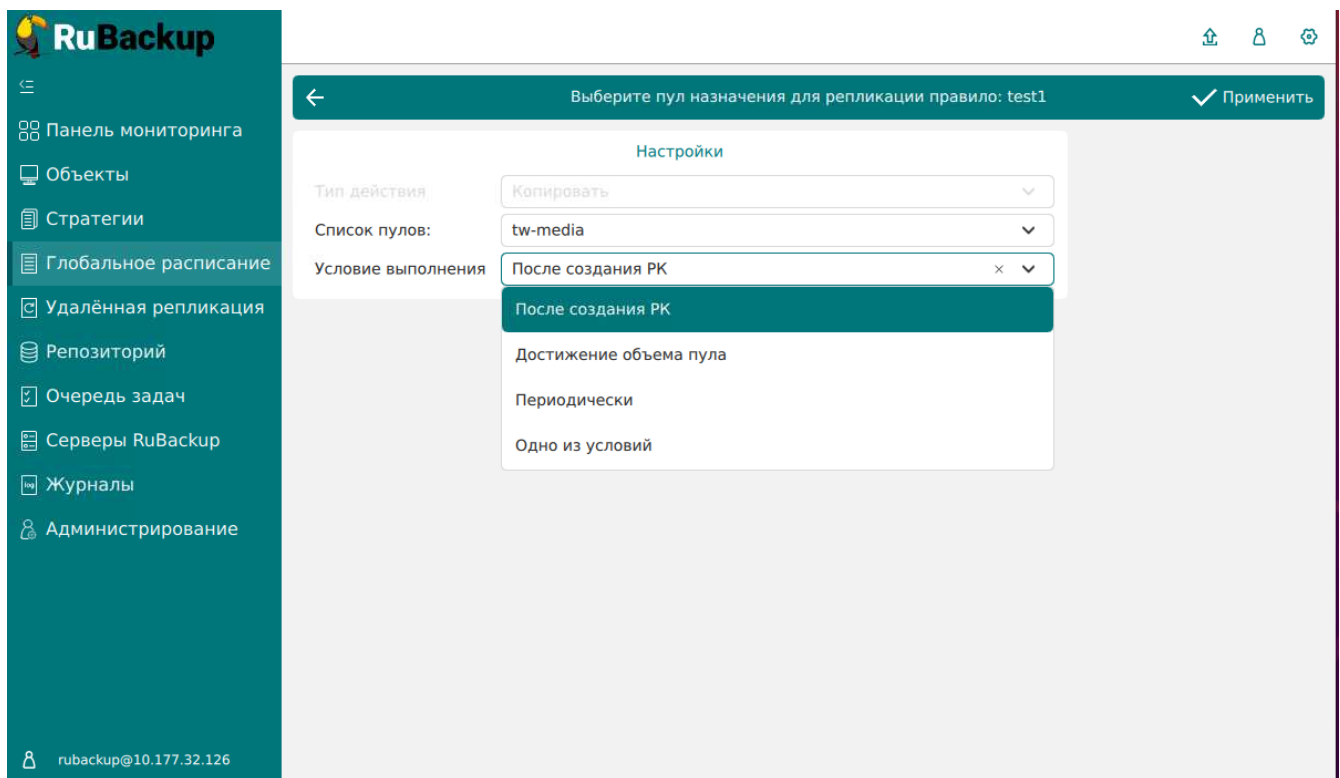 RuBackup
Выберите пул назначения для репликации правило: test1
Применить
Панель мониторинга
Объекты
Стратегии
Глобальное расписание
Удалённая репликация
Репозиторий
Очередь задач
Серверы RuBackup
log Журналы
Администрирование
rubackup@10.177.32.126
Настройки
Тип действия Копировать
Список пулов: tw-media
Условие выполнения После создания РК
После создания РК
Достижение объема пула
Периодически
Одно из условий